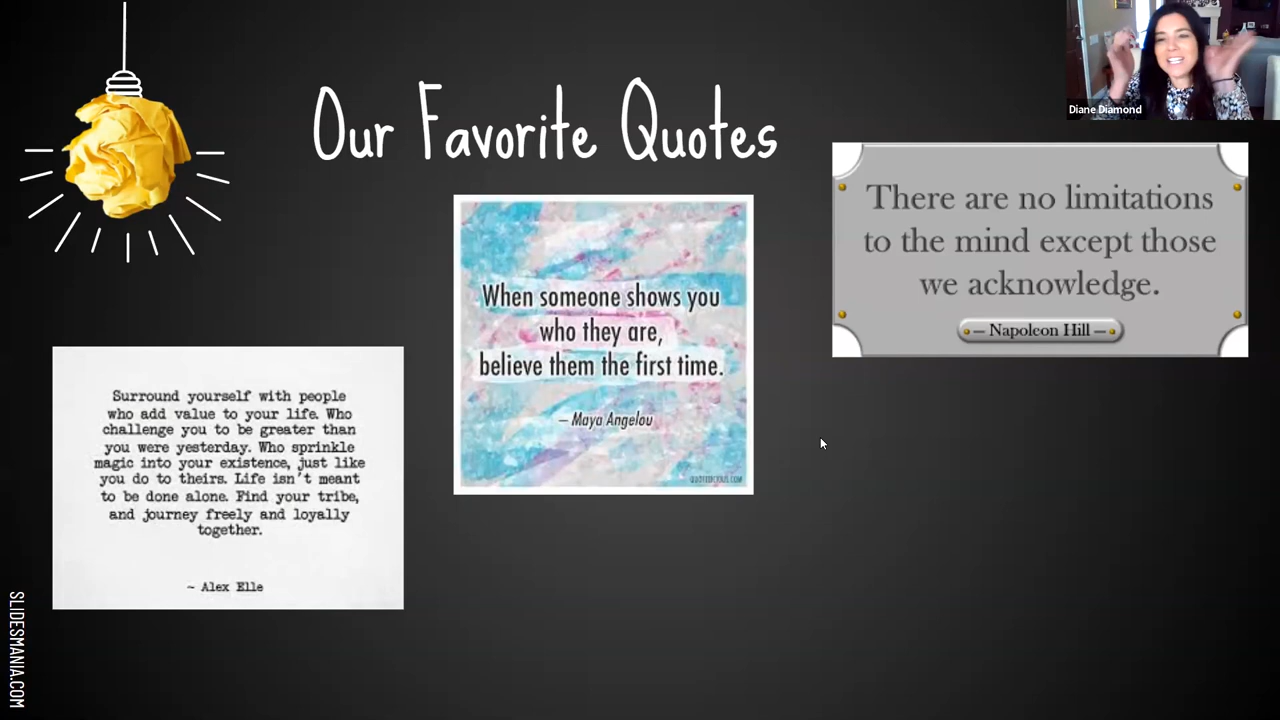 Our Favorite Quotes
Diane Diamond
There are no limitations
to the mind except those
we acknowledge.
— Napoleon Hill —
When someone shows you
who they are,
believe them the first time.
— Maya Angelou
QUOTEDICIOUS.COM
Surround yourself with people
who add value to your life. Who
challenge you to be greater than
you were yesterday. Who sprinkle
magic into your existence, just like
you do to theirs. Life isn't meant
to be done alone. Find your tribe,
and journey freely and loyally
together.
~ Alex Elle
SLIDESMANIA.COM